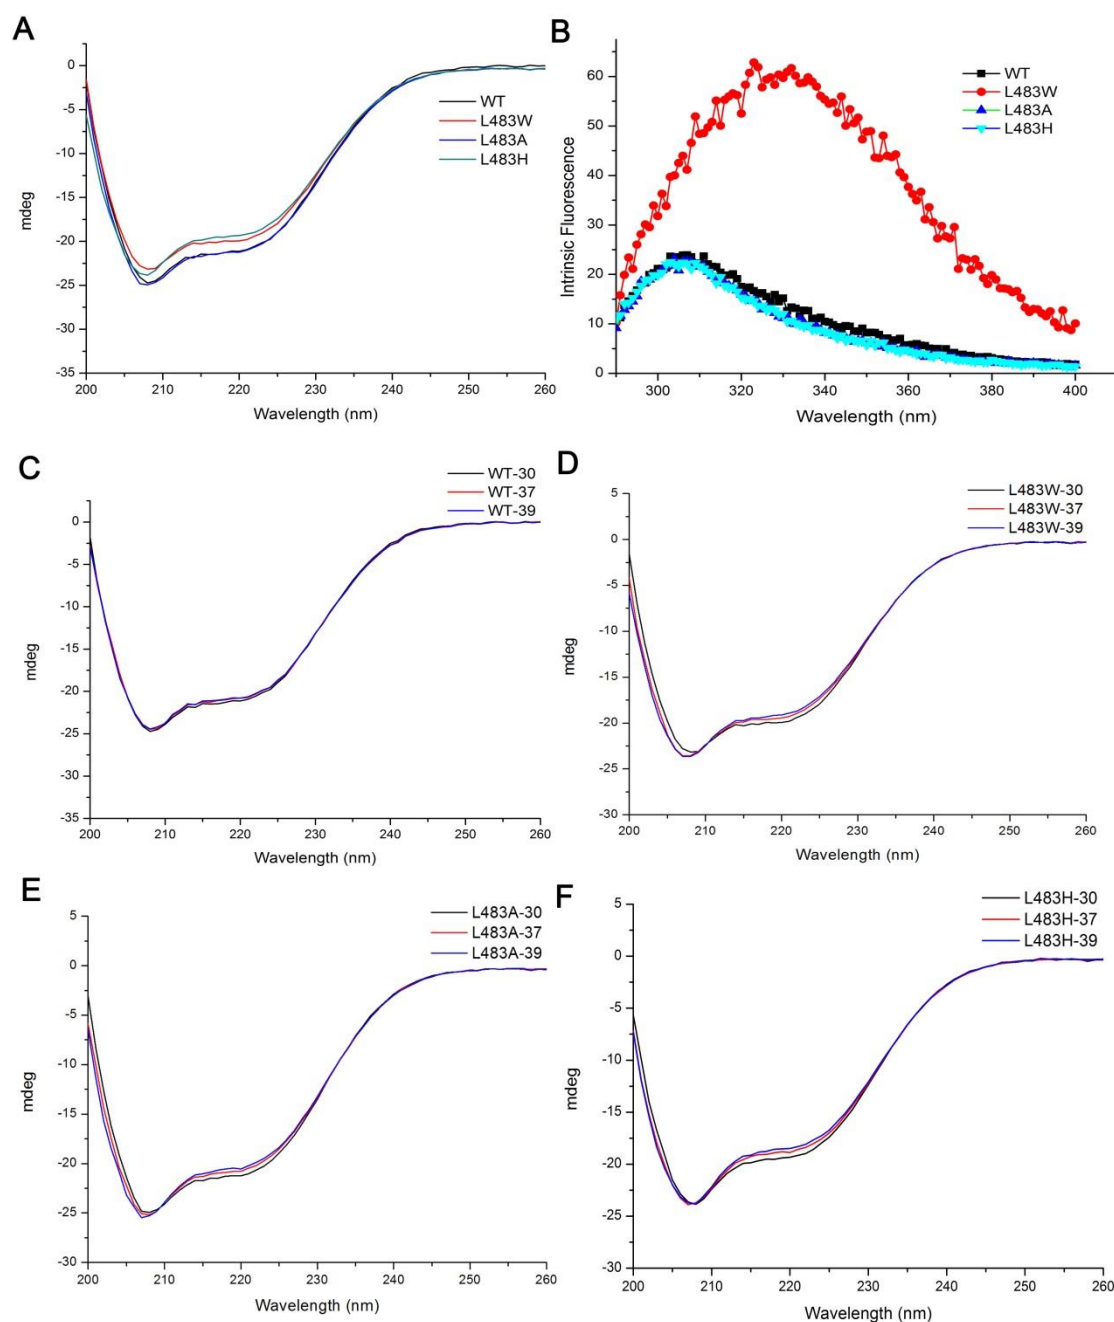 A
0
-5
-10
-15
-20
-25
-30
-35
mdeg
200 210 220 230 240 250 260
Wavelength (nm)
WT
L483W
L483A
L483H
B
60
50
40
30
20
10
0
Intrinsic Fluorescence
300 320 340 360 380 400
Wavelength (nm)
WT
L483W
L483A
L483H
C
0
-5
-10
-15
-20
-25
-30
-35
mdeg
200 210 220 230 240 250 260
Wavelength (nm)
WT-30
WT-37
WT-39
D
5
0
-5
-10
-15
-20
-25
-30
mdeg
200 210 220 230 240 250 260
Wavelength (nm)
L483W-30
L483W-37
L483W-39
E
5
0
-5
-10
-15
-20
-25
-30
mdeg
200 210 220 230 240 250 260
Wavelength (nm)
L483A-30
L483A-37
L483A-39
F
5
0
-5
-10
-15
-20
-25
-30
mdeg
200 210 220 230 240 250 260
Wavelength (nm)
L483H-30
L483H-37
L483H-39